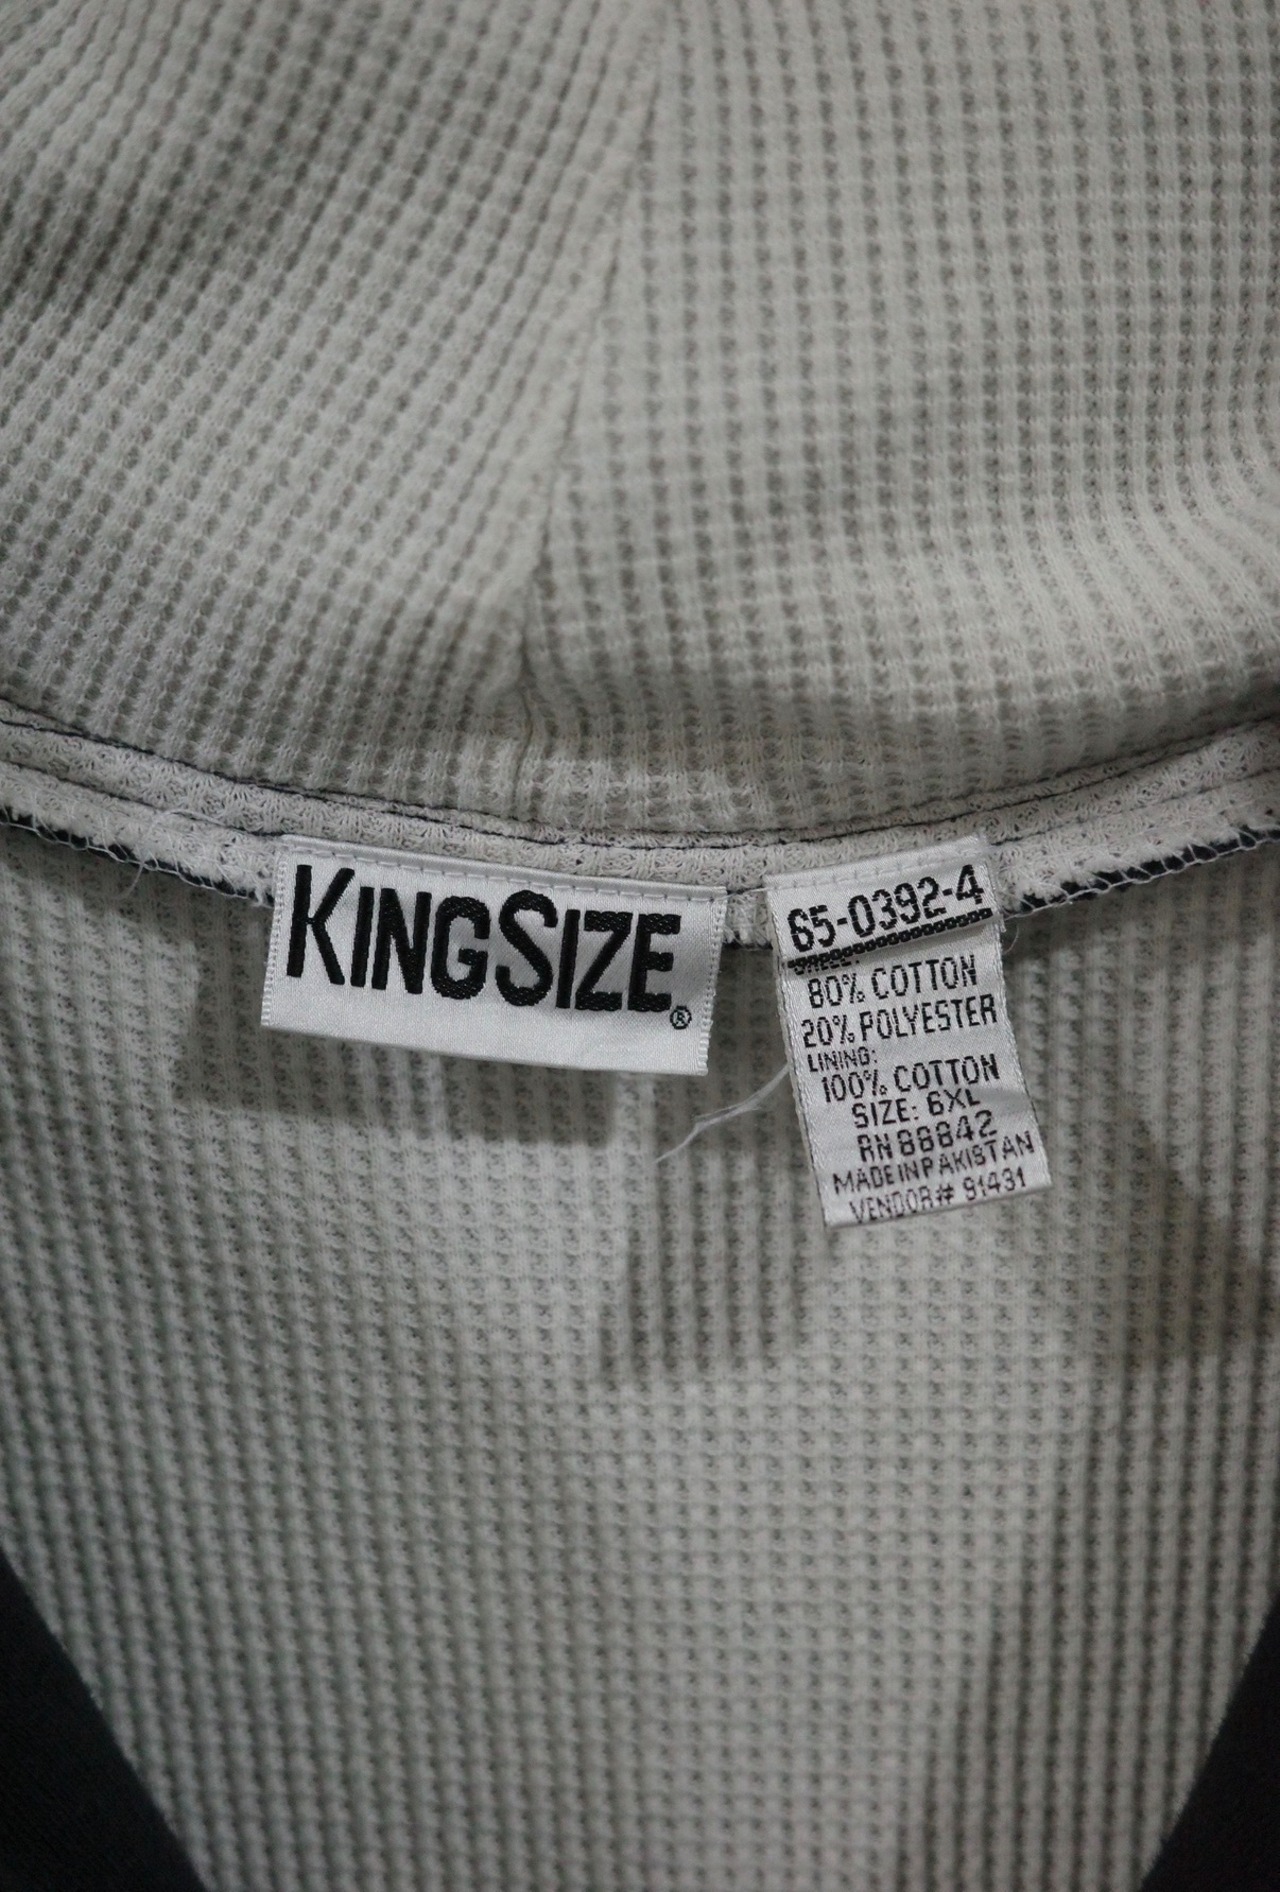 KINGSIZE®
65-0392-4
80% COTTON
20% POLYESTER
LINING:
100% COTTON
SIZE: 6XL
RN 88842
MADE IN PAKISTAN
VENDOR# 91431